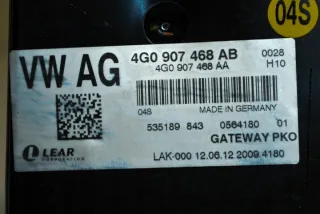 04S
VW AG
4G0 907 468 AB 0028
4G0 907 468 AA H10
04S MADE IN GERMANY
535189 843 0564180 01
GATEWAY PKO
LEAR
CORPORATION
LAK-000 12.06.12 2009 4180